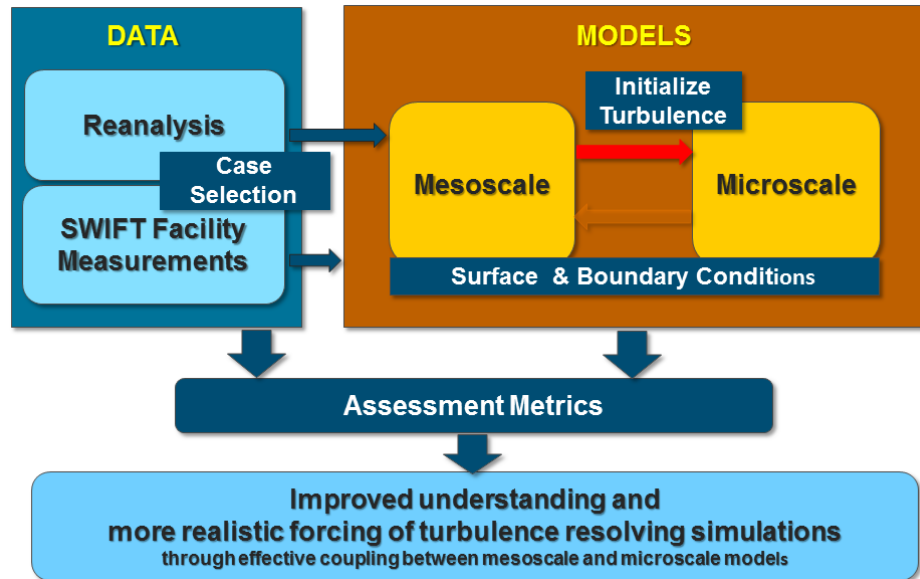 DATA
Reanalysis
Case
Selection
SWIFT Facility
Measurements
MODELS
Initialize
Turbulence
Mesoscale
Microscale
Surface & Boundary Conditions
Assessment Metrics
Improved understanding and
more realistic forcing of turbulence resolving simulations
through effective coupling between mesoscale and microscale models